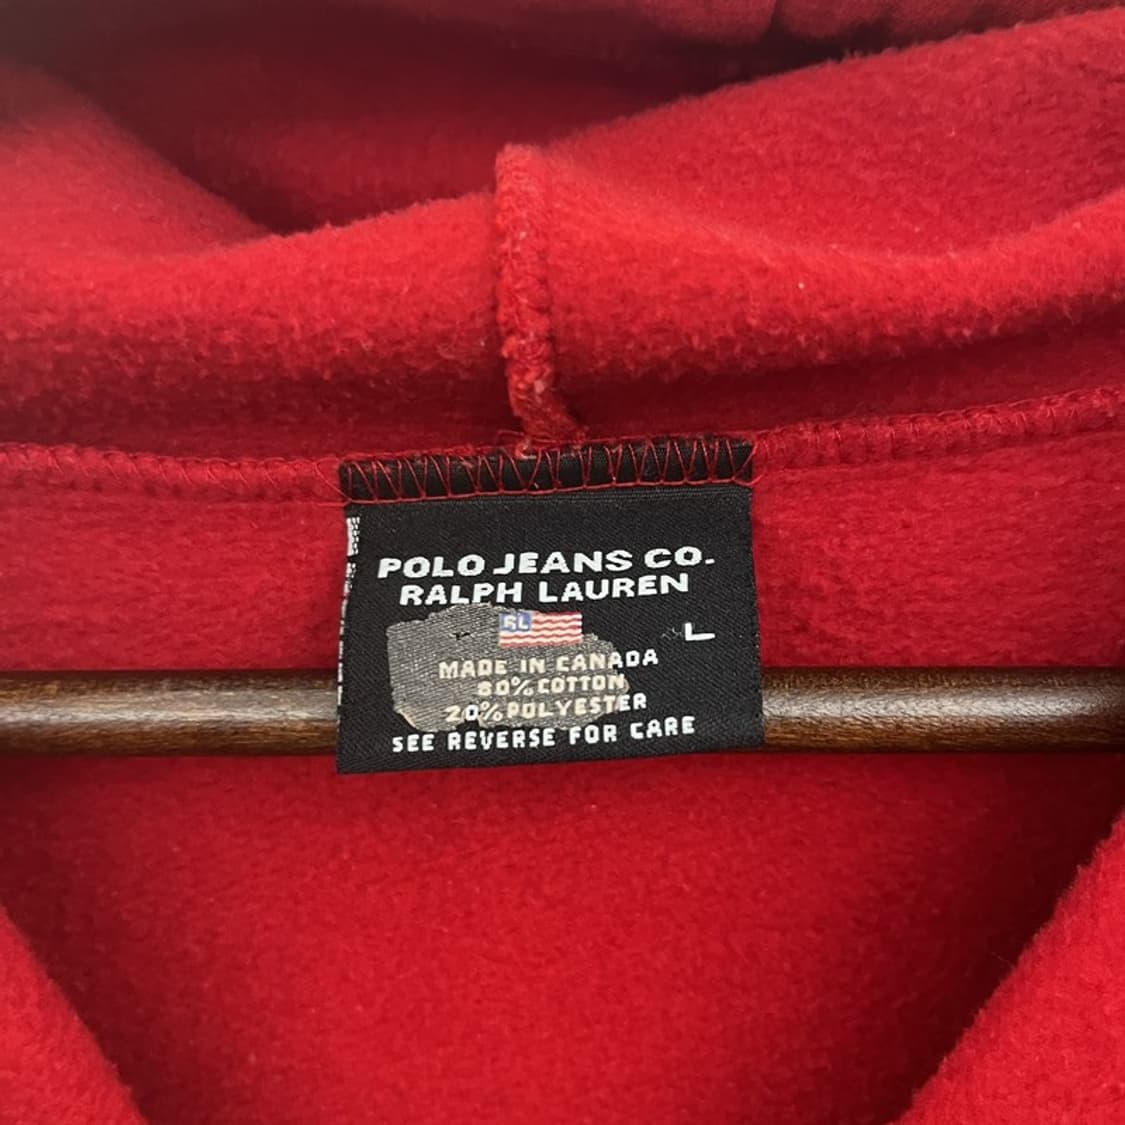 POLO JEANS CO.
RALPH LAUREN
RL
L
MADE IN CANADA
80% COTTON
20% POLYESTER
SEE REVERSE FOR CARE